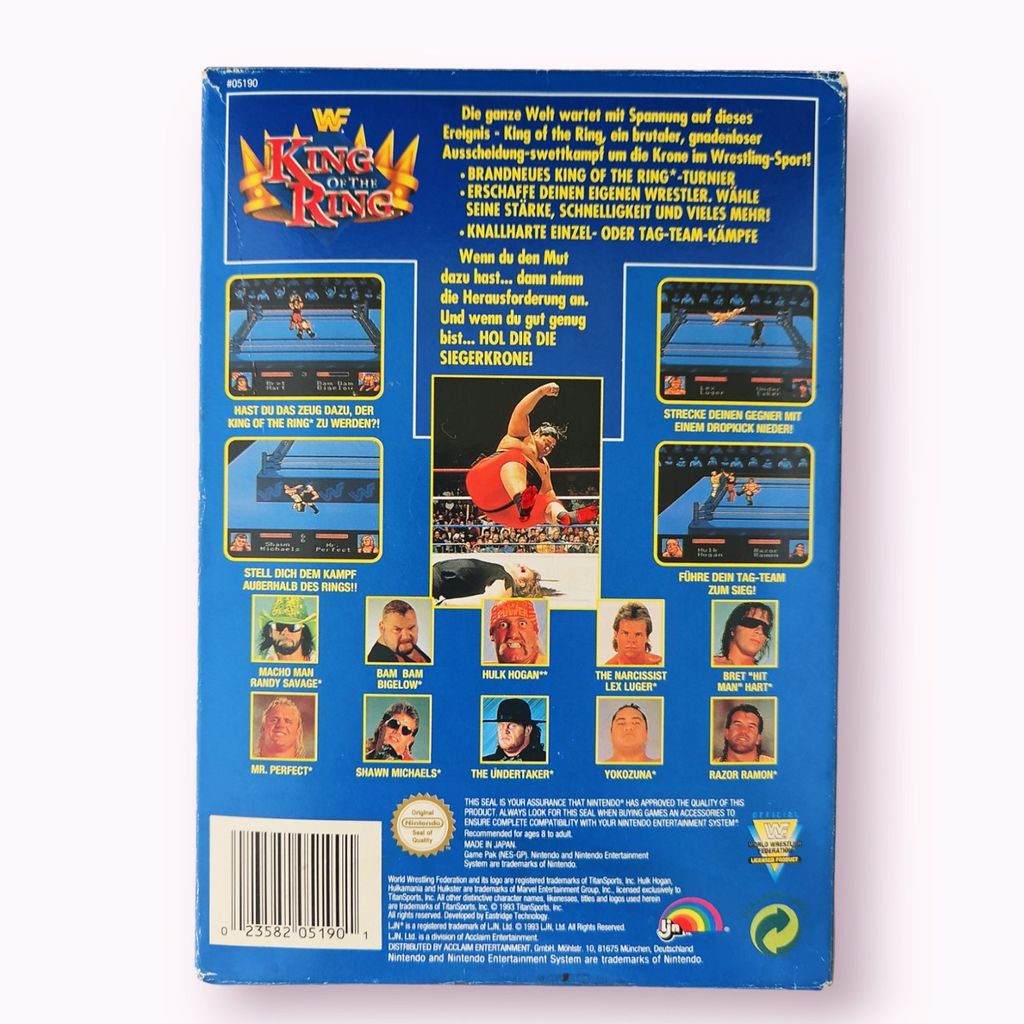 #05190
WF
KING
OF THE
RING
Die ganze Welt wartet mit Spannung auf dieses
Ereignis - King of the Ring, ein brutaler, gnadenloser
Ausscheidung-swettkampf um die Krone im Wrestling-Sport!
• BRANDNEUES KING OF THE RING*-TURNIER
• ERSCHAFFE DEINEN EIGENEN WRESTLER. WÄHLE
SEINE STÄRKE, SCHNELLIGKEIT UND VIELES MEHR!
• KNALLHARTE EINZEL- ODER TAG-TEAM-KÄMPFE
Wenn du den Mut
dazu hast... dann nimm
die Herausforderung an.
Und wenn du gut genug
bist... HOL DIR DIE
SIEGERKRONE!
Bret
Hart
3
Bam Bam
Bigelow
HAST DU DAS ZEUG DAZU, DER
KING OF THE RING* ZU WERDEN?!
Lex
Luger
Under
Taker
STRECKE DEINEN GEGNER MIT
EINEM DROPKICK NIEDER!
WF
Shawn
Michaels
6
Mr
Perfect
STELL DICH DEM KAMPF
AUßERHALB DES RINGS!!
Hulk
Hogan
Razor
Ramon
FÜHRE DEIN TAG-TEAM
ZUM SIEG!
MACHO MAN
RANDY SAVAGE*
BAM BAM
BIGELOW*
HULK HOGAN**
THE NARCISSIST
LEX LUGER*
BRET "HIT
MAN" HART*
MR. PERFECT*
SHAWN MICHAELS*
THE UNDERTAKER*
YOKOZUNA*
RAZOR RAMON*
Original
Nintendo
Seal of
Quality
THIS SEAL IS YOUR ASSURANCE THAT NINTENDO® HAS APPROVED THE QUALITY OF THIS
PRODUCT. ALWAYS LOOK FOR THIS SEAL WHEN BUYING GAMES AN ACCESSORIES TO
ENSURE COMPLETE COMPATIBILITY WITH YOUR NINTENDO ENTERTAINMENT SYSTEM™
Recommended for ages 8 to adult.
MADE IN JAPAN.
Game Pak (NES-GP). Nintendo and Nintendo Entertainment
System are trademarks of Nintendo.
OFFICIAL
WF
WORLD WRESTLING
FEDERATION
LICENSED PRODUCT
World Wrestling Federation and its logo are registered trademarks of TitanSports, Inc. Hulk Hogan,
Hulkamania and Hulkster are trademarks of Marvel Entertainment Group, Inc., licensed exclusively to
TitanSports, Inc. All other distinctive character names, likenesses, titles and logos used herein
are trademarks of TitanSports, Inc. © 1993 TitanSports, Inc.
All rights reserved. Developed by Eastridge Technology.
LJN® is a registered trademark of LJN, Ltd. © 1993 LJN, Ltd. All Rights Reserved.
LJN, Ltd. is a division of Acclaim Entertainment.
DISTRIBUTED BY ACCLAIM ENTERTAINMENT, GmbH. Möhlstr. 10, 81675 München, Deutschland
Nintendo and Nintendo Entertainment System are trademarks of Nintendo.
ljn
0 23582 05190 1